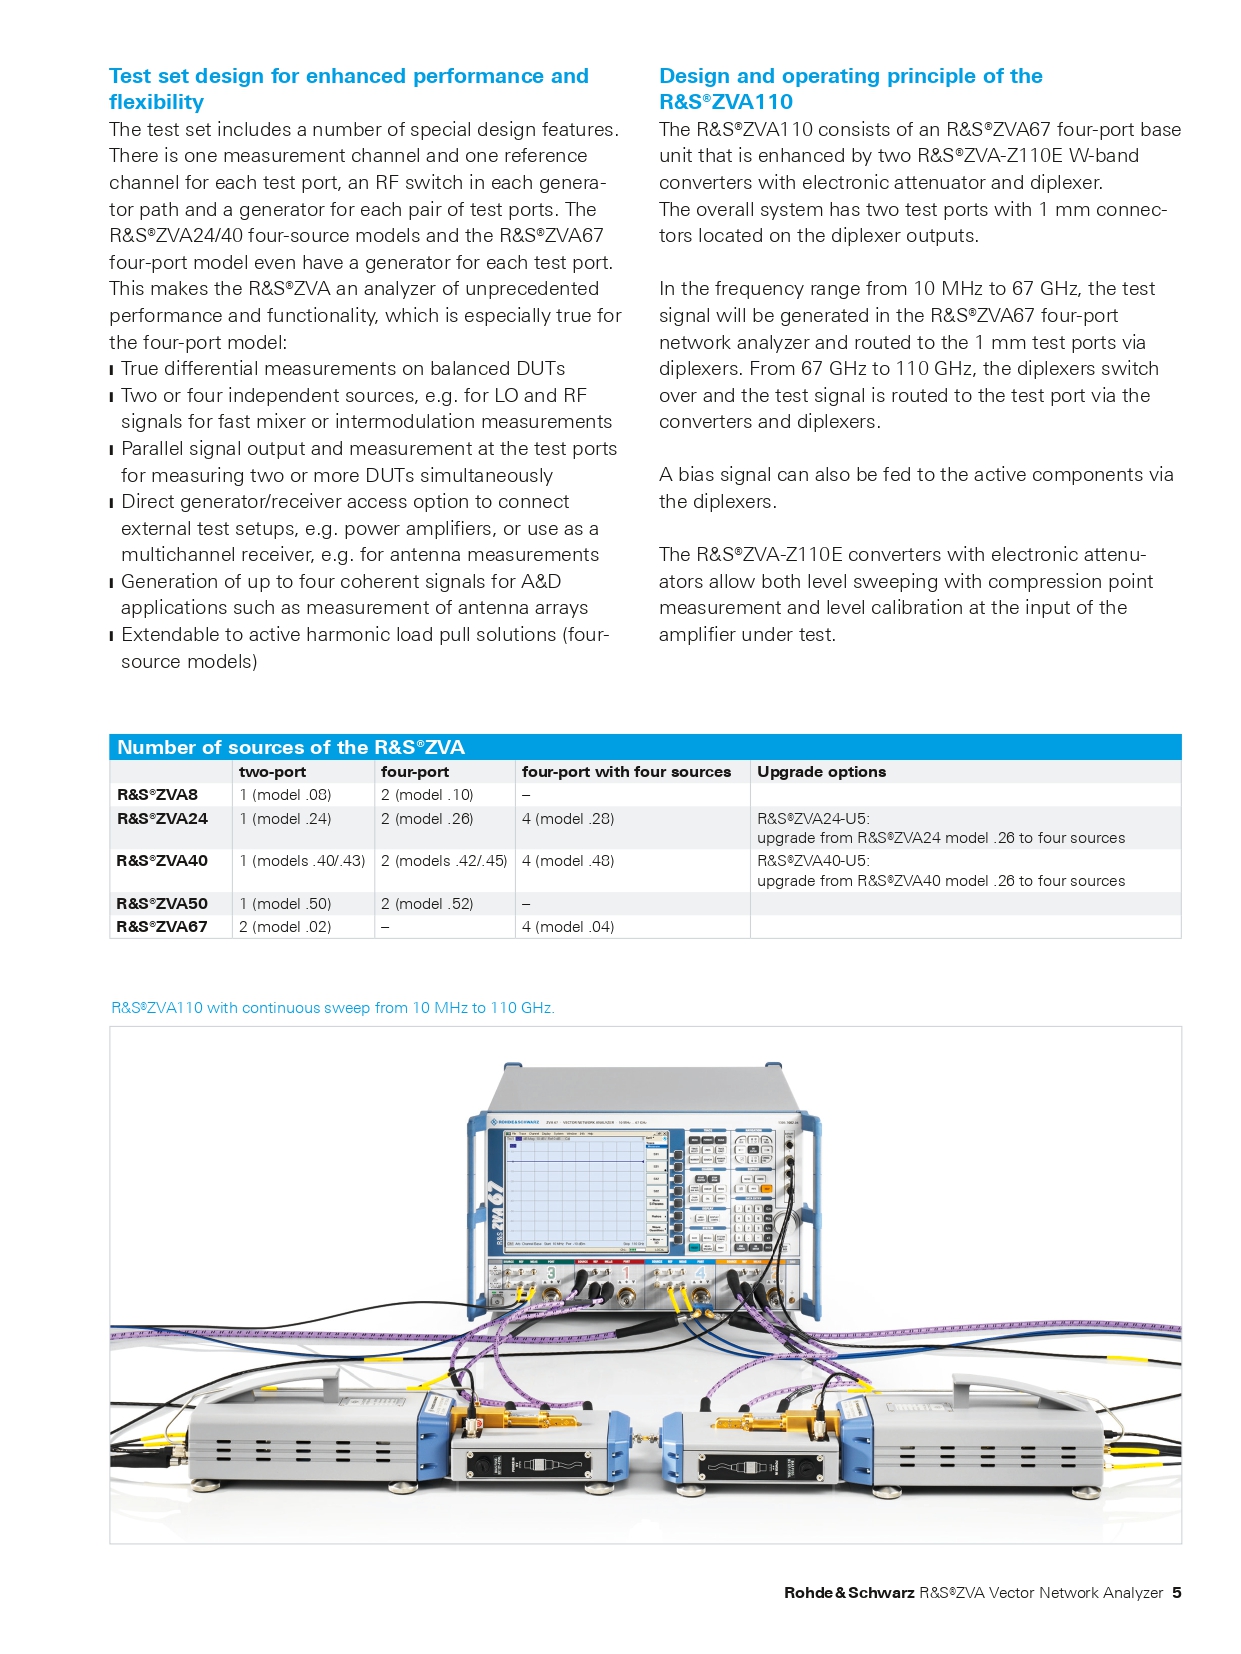 Test set design for enhanced performance and
flexibility
The test set includes a number of special design features.
There is one measurement channel and one reference
channel for each test port, an RF switch in each genera-
tor path and a generator for each pair of test ports. The
R&S®ZVA24/40 four-source models and the R&S®ZVA67
four-port model even have a generator for each test port.
This makes the R&S®ZVA an analyzer of unprecedented
performance and functionality, which is especially true for
the four-port model:
❙ True differential measurements on balanced DUTs
❙ Two or four independent sources, e.g. for LO and RF
signals for fast mixer or intermodulation measurements
❙ Parallel signal output and measurement at the test ports
for measuring two or more DUTs simultaneously
❙ Direct generator/receiver access option to connect
external test setups, e.g. power amplifiers, or use as a
multichannel receiver, e.g. for antenna measurements
❙ Generation of up to four coherent signals for A&D
applications such as measurement of antenna arrays
❙ Extendable to active harmonic load pull solutions (four-
source models)
Design and operating principle of the
R&S®ZVA110
The R&S®ZVA110 consists of an R&S®ZVA67 four-port base
unit that is enhanced by two R&S®ZVA-Z110E W-band
converters with electronic attenuator and diplexer.
The overall system has two test ports with 1 mm connec-
tors located on the diplexer outputs.
In the frequency range from 10 MHz to 67 GHz, the test
signal will be generated in the R&S®ZVA67 four-port
network analyzer and routed to the 1 mm test ports via
diplexers. From 67 GHz to 110 GHz, the diplexers switch
over and the test signal is routed to the test port via the
converters and diplexers.
A bias signal can also be fed to the active components via
the diplexers.
The R&S®ZVA-Z110E converters with electronic attenu-
ators allow both level sweeping with compression point
measurement and level calibration at the input of the
amplifier under test.
Number of sources of the R&S®ZVA
two-port four-port four-port with four sources Upgrade options
R&S®ZVA8 1 (model .08) 2 (model .10) –
R&S®ZVA24 1 (model .24) 2 (model .26) 4 (model .28) R&S®ZVA24-U5:
upgrade from R&S®ZVA24 model .26 to four sources
R&S®ZVA40 1 (models .40/.43) 2 (models .42/.45) 4 (model .48) R&S®ZVA40-U5:
upgrade from R&S®ZVA40 model .26 to four sources
R&S®ZVA50 1 (model .50) 2 (model .52) –
R&S®ZVA67 2 (model .02) – 4 (model .04)
R&S®ZVA110 with continuous sweep from 10 MHz to 110 GHz.
ROHDE&SCHWARZ ZVA 67 VECTOR NETWORK ANALYZER
R&S ZVA 67
3 1 4
Rohde & Schwarz R&S®ZVA Vector Network Analyzer 5